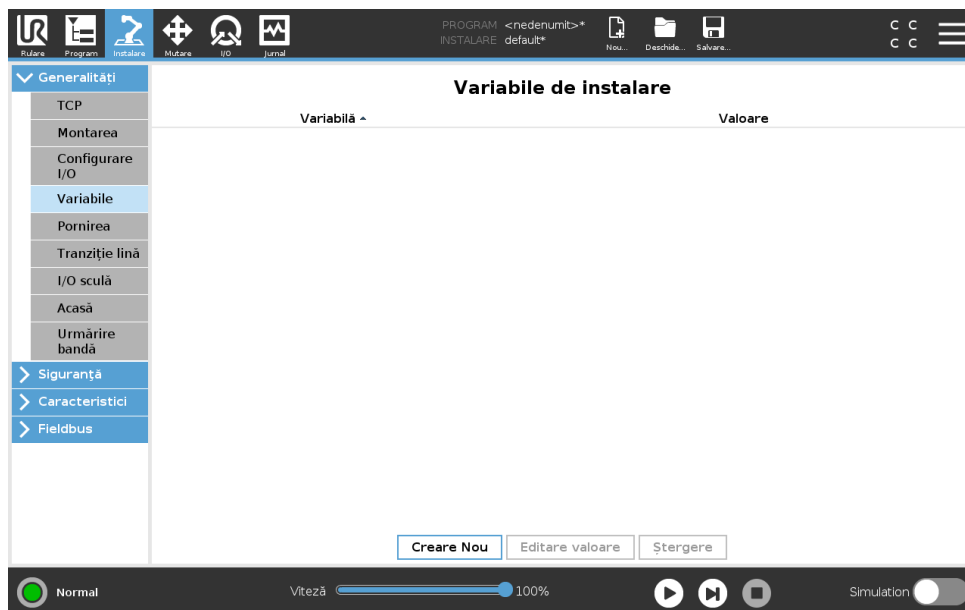 Rulare
Program
Instalare
Mutare
I/O
Jurnal
PROGRAM <nedenumit>*
INSTALARE default*
Nou...
Deschide...
Salvare...
C C
C C
Generalități
TCP
Montarea
Configurare
I/O
Variabile
Pornirea
Tranziție lină
I/O sculă
Acasă
Urmărire
bandă
Siguranță
Caracteristici
Fieldbus
Variabile de instalare
Variabilă
Valoare
Creare Nou
Editare valoare
Ștergere
Normal
Viteză
100%
Simulation